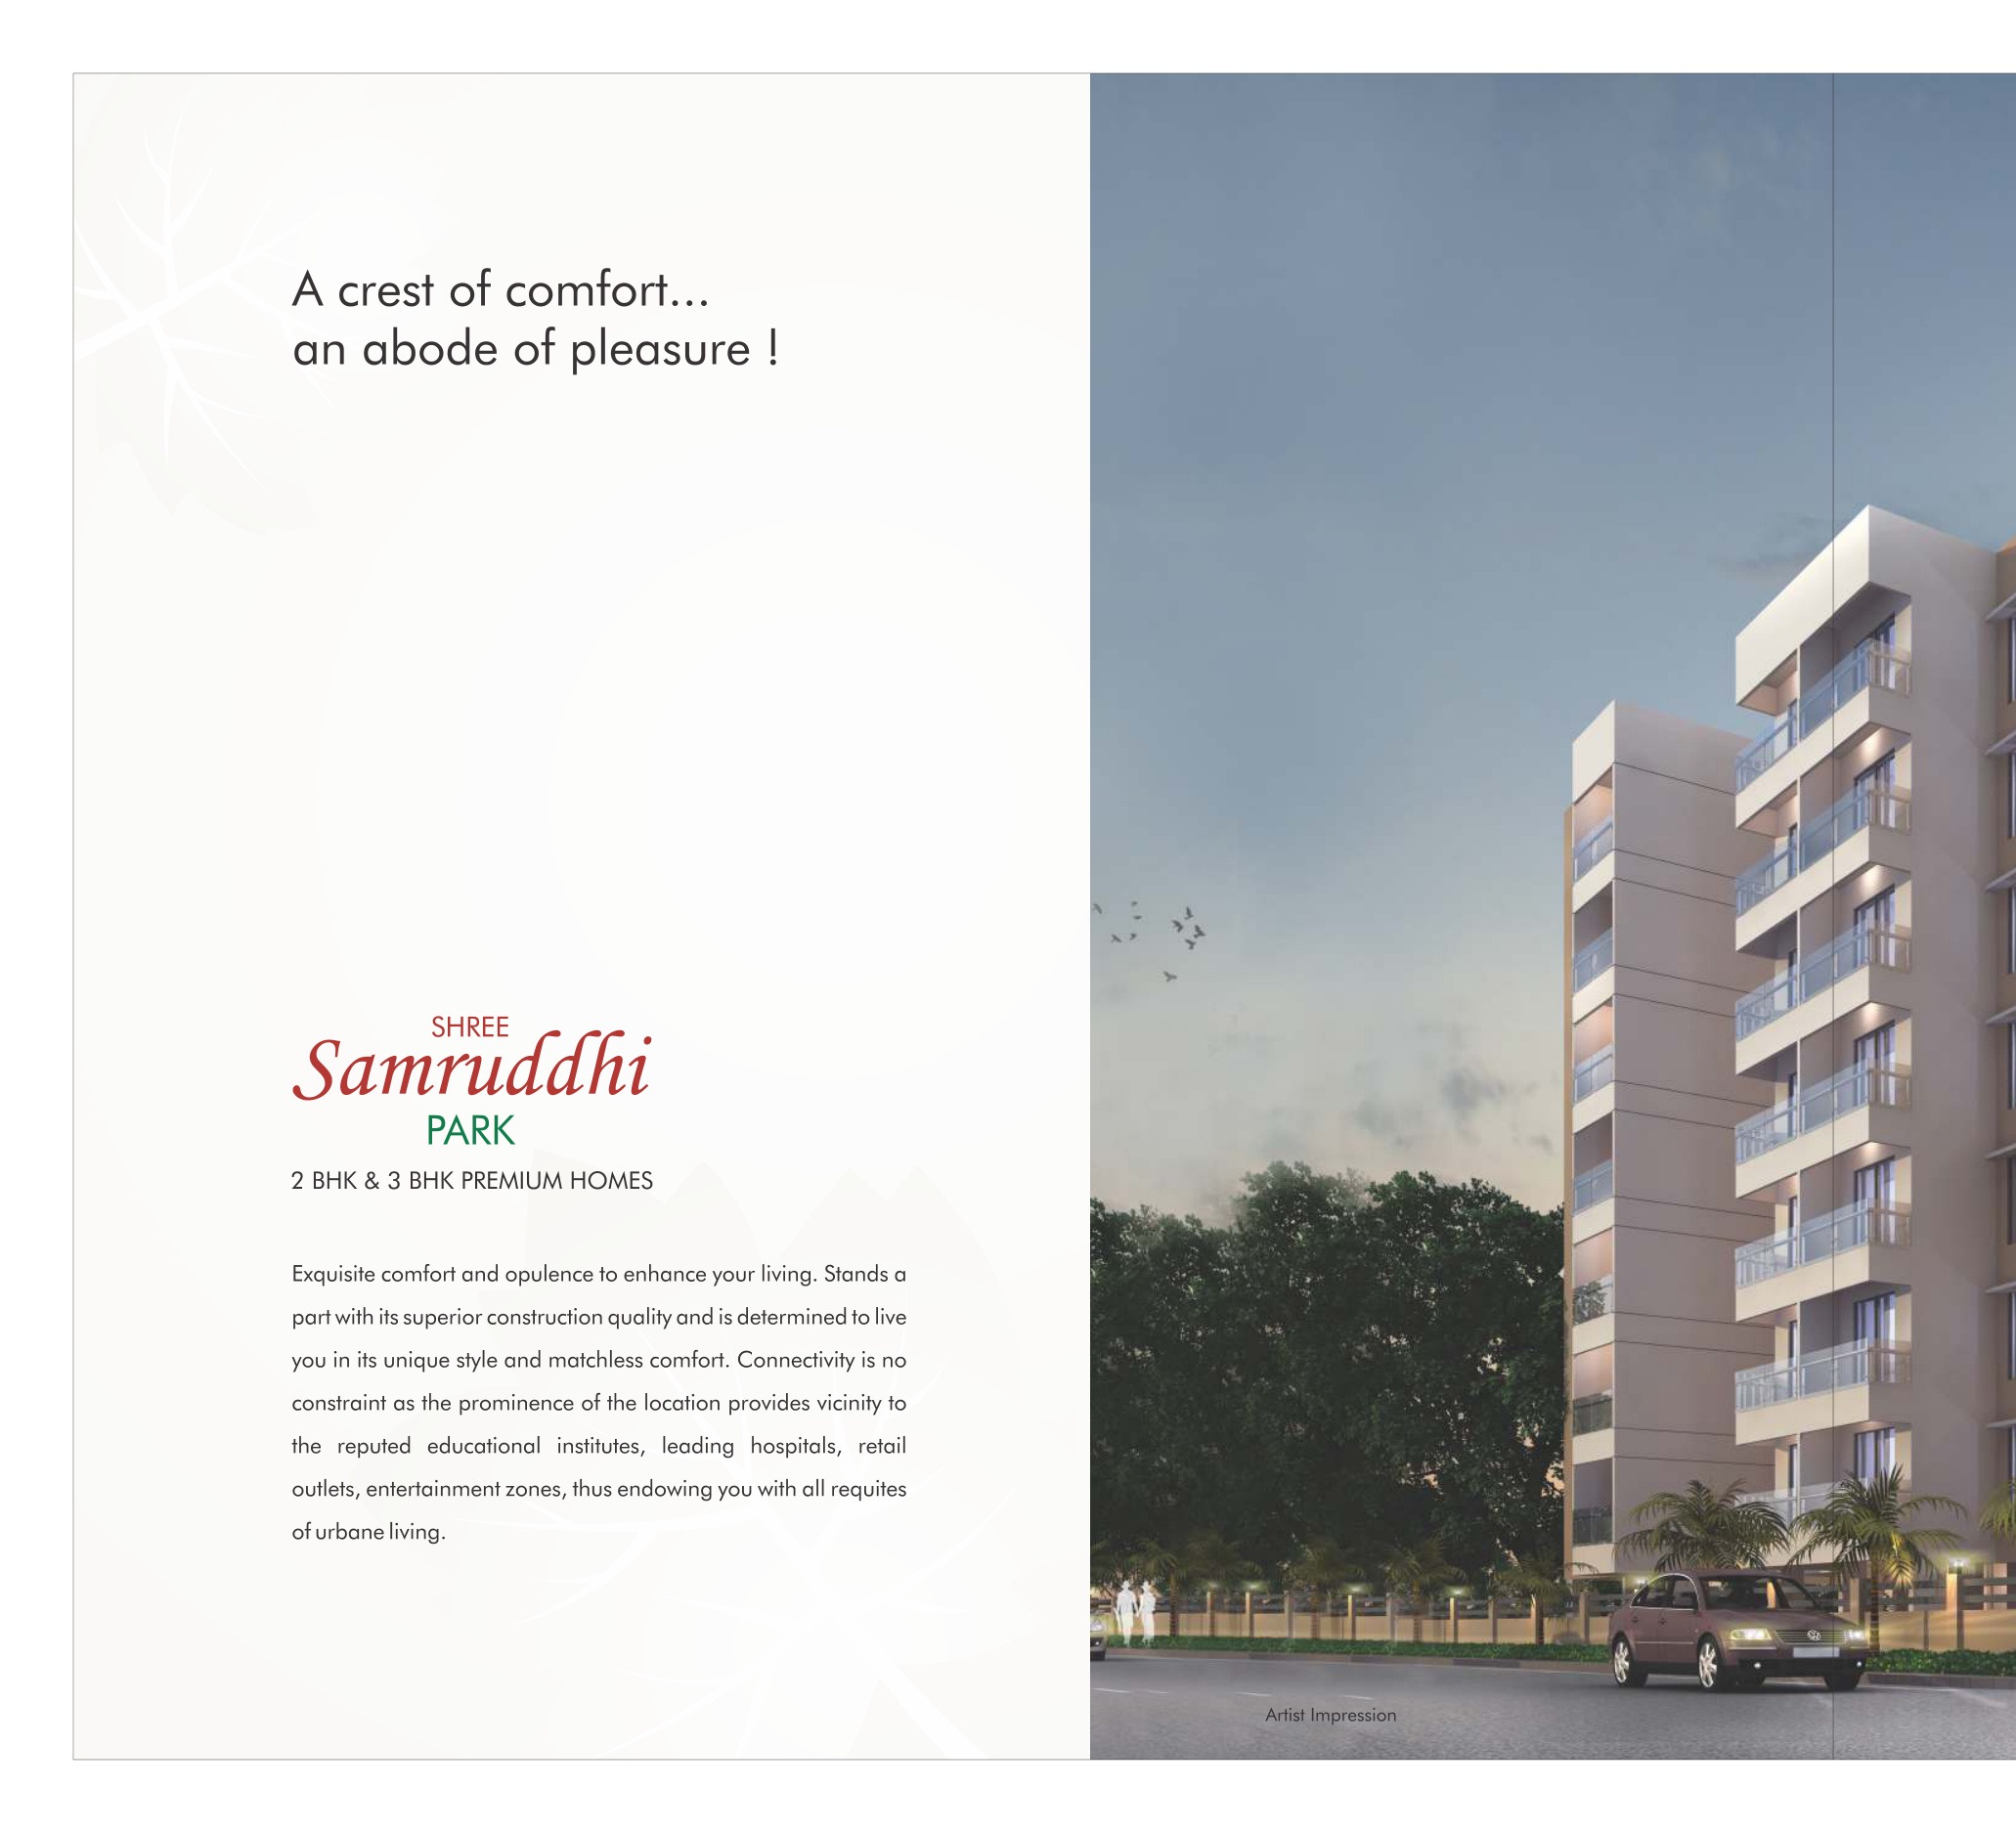 A crest of comfort...
an abode of pleasure !
SHREE
Samruddhi
PARK
2 BHK & 3 BHK PREMIUM HOMES
Exquisite comfort and opulence to enhance your living. Stands a
part with its superior construction quality and is determined to live
you in its unique style and matchless comfort. Connectivity is no
constraint as the prominence of the location provides vicinity to
the reputed educational institutes, leading hospitals, retail
outlets, entertainment zones, thus endowing you with all requites
of urbane living.
Artist Impression